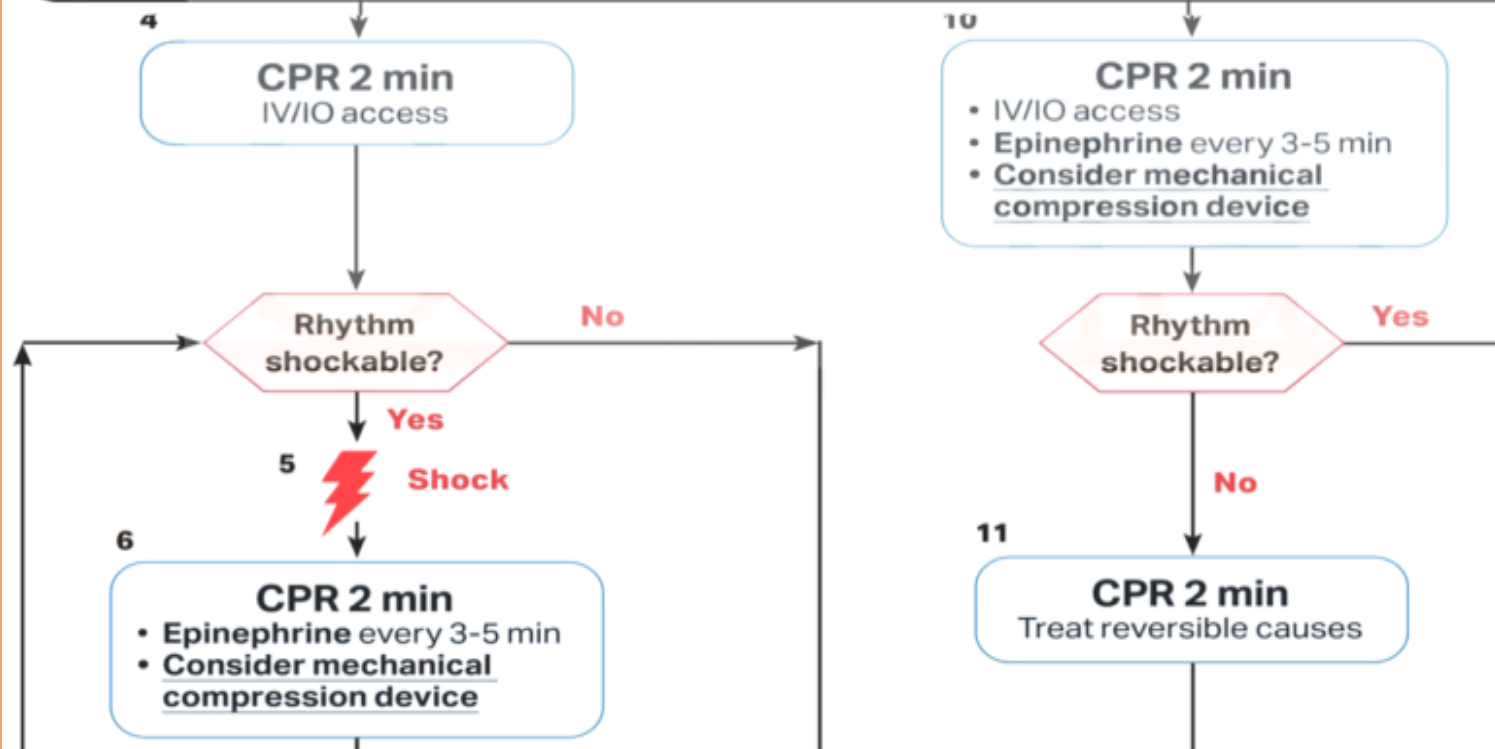 4
CPR 2 min
IV/IO access
Rhythm
shockable?
No
Yes
5
Shock
6
CPR 2 min
• Epinephrine every 3-5 min
• Consider mechanical
compression device
10
CPR 2 min
• IV/IO access
• Epinephrine every 3-5 min
• Consider mechanical
compression device
Rhythm
shockable?
Yes
No
11
CPR 2 min
Treat reversible causes